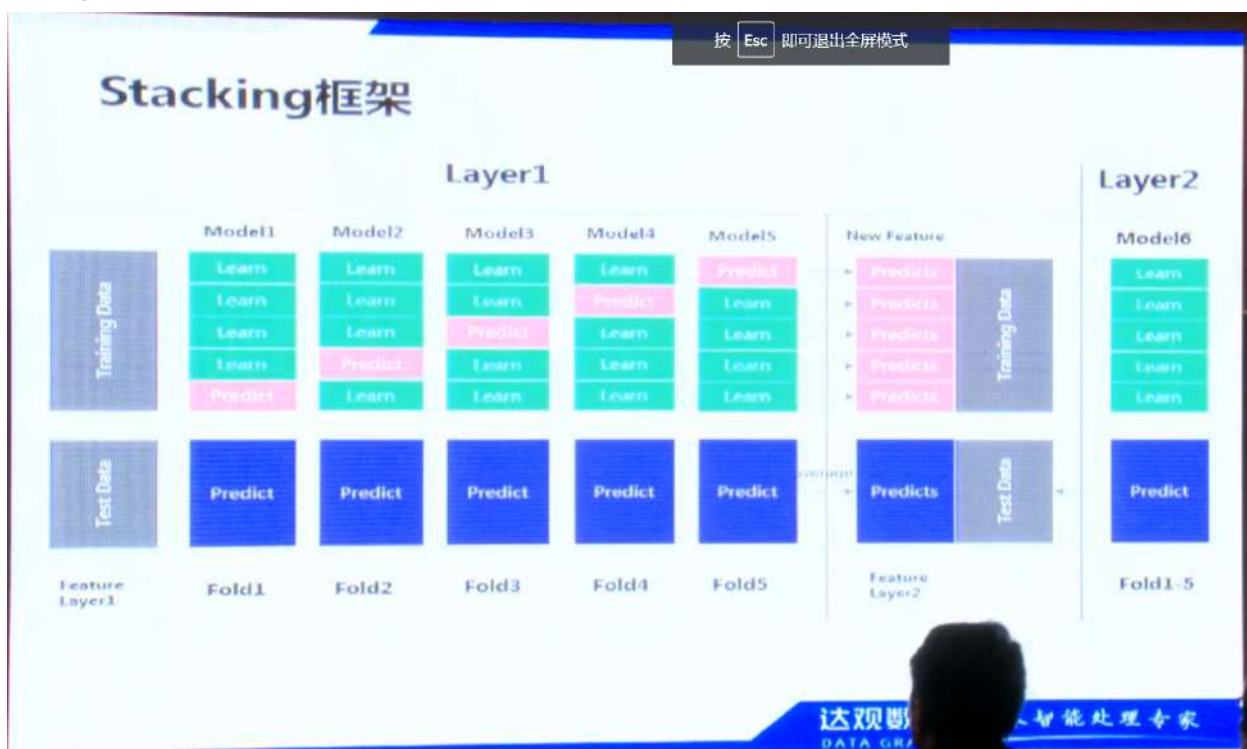 按 Esc 即可退出全屏模式
Stacking框架
Layer1
Layer2
Model1 Model2 Model3 Model4 Model5 New Feature Model6
Training Data Learn Learn Learn Learn Predict Predicts Training Data Learn
Learn Learn Learn Predict Learn Predicts Learn
Learn Learn Predict Learn Learn Predicts Learn
Learn Predict Learn Learn Learn Predicts Learn
Predict Learn Learn Learn Learn Predicts Learn
average
Test Data Predict Predict Predict Predict Predict Predicts Test Data Predict
Feature Layer1 Fold1 Fold2 Fold3 Fold4 Fold5 Feature Layer2 Fold1-5
达观数
智能处理专家
DATA GRA